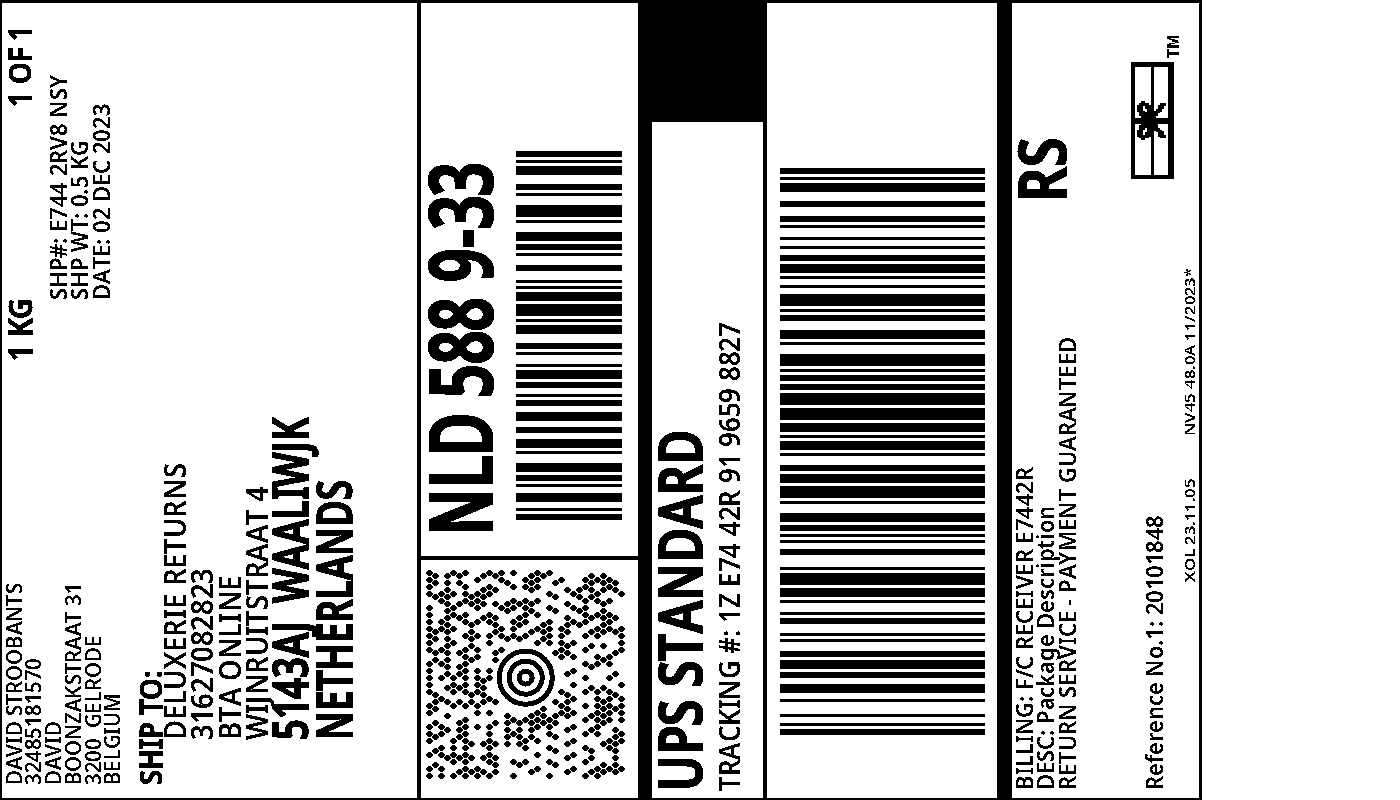 DAVID STROOBANTS
32485181570
DAVID
BOONZAKSTRAAT 31
3200 GELRODE
BELGIUM
1 KG
1 OF 1
SHP#: E744 2RV8 NSY
SHP WT: 0.5 KG
DATE: 02 DEC 2023
SHIP TO:
DELUXERIE RETURNS
31627082823
BTA ONLINE
WINRUITSTRAAT 4
5143AJ WAALIWJK
NETHERLANDS
NLD 588 9-33
UPS STANDARD
TRACKING #: 1Z E74 42R 91 9659 8827
BILLING: F/C RECEIVER E7442R
DESC: Package Description
RETURN SERVICE - PAYMENT GUARANTEED
RS
Reference No.1: 20101848
XOL 23.11.05 NV45 48.0A 11/2023*
TM